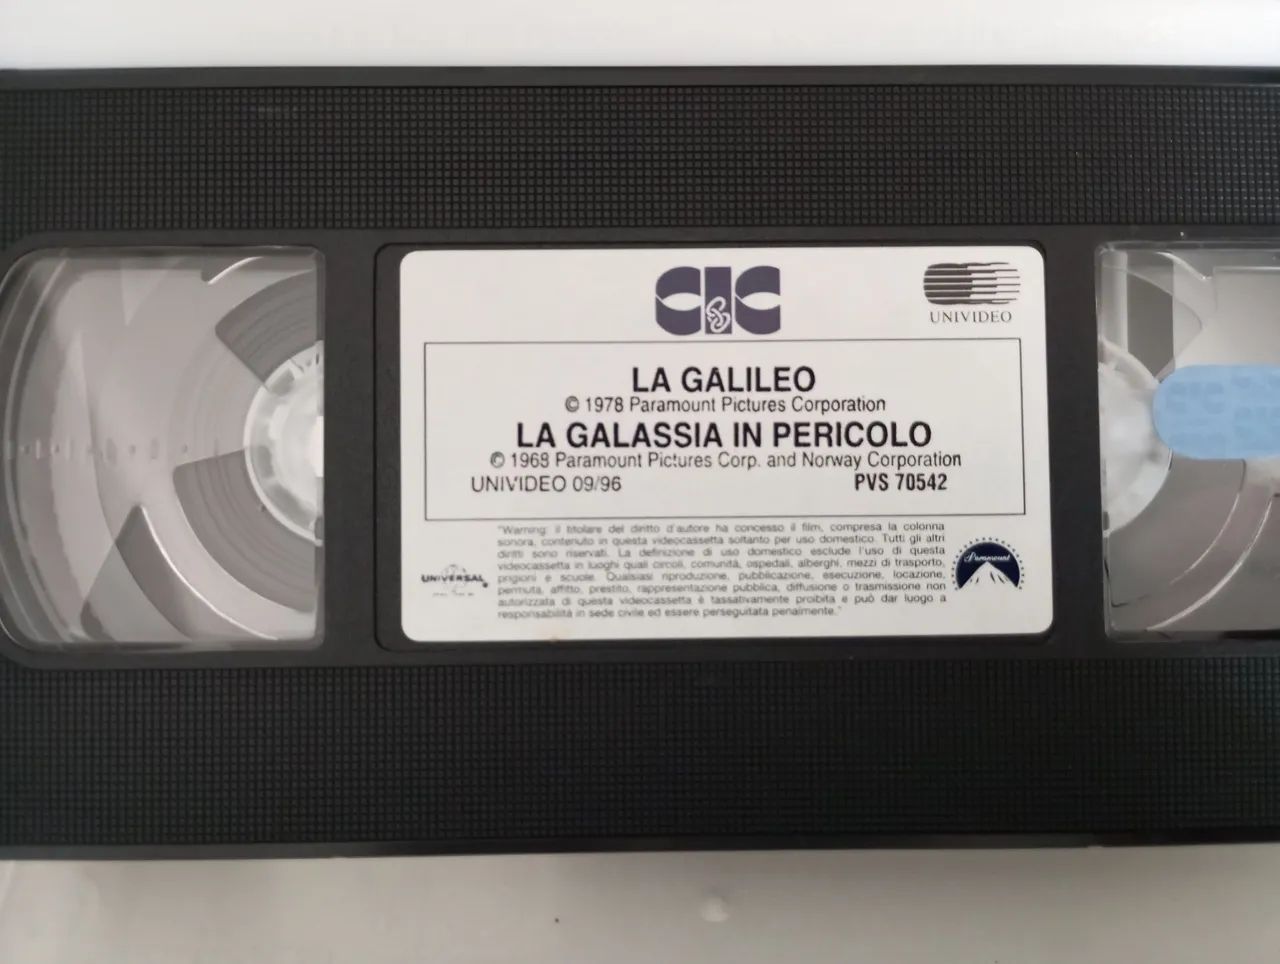 CIC
UNIVIDEO
LA GALILEO
© 1978 Paramount Pictures Corporation
LA GALASSIA IN PERICOLO
© 1968 Paramount Pictures Corp. and Norway Corporation
UNIVIDEO 09/96 PVS 70542
"Warning: il titolare del diritto d'autore ha concesso il film, compresa la colonna
sonora, contenuto in questa videocassetta soltanto per uso domestico. Tutti gli altri
diritti sono riservati. La definizione di uso domestico esclude l'uso di questa
videocassetta in luoghi quali circoli, comunità, ospedali, alberghi, mezzi di trasporto,
prigioni e scuole. Qualsiasi riproduzione, pubblicazione, esecuzione, locazione,
permuta, affitto, prestito, rappresentazione pubblica, diffusione o trasmissione non
autorizzata di questa videocassetta è tassativamente proibita e può dar luogo a
responsabilità in sede civile ed essere perseguitata penalmente."
UNIVERSAL
Paramount